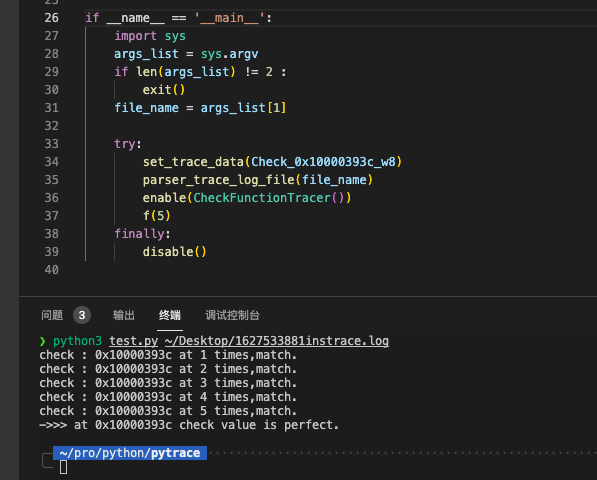 26 if __name__ == '__main__':
27 import sys
28 args_list = sys.argv
29 if len(args_list) != 2 :
30 exit()
31 file_name = args_list[1]
32
33 try:
34 set_trace_data(Check_0x10000393c_w8)
35 parser_trace_log_file(file_name)
36 enable(CheckFunctionTracer())
37 f(5)
38 finally:
39 disable()
40
问题 3 输出 终端 调试控制台
❯ python3 test.py ~/Desktop/1627533881instrace.log
check : 0x10000393c at 1 times,match.
check : 0x10000393c at 2 times,match.
check : 0x10000393c at 3 times,match.
check : 0x10000393c at 4 times,match.
check : 0x10000393c at 5 times,match.
->>> at 0x10000393c check value is perfect.
~/pro/python/pytrace